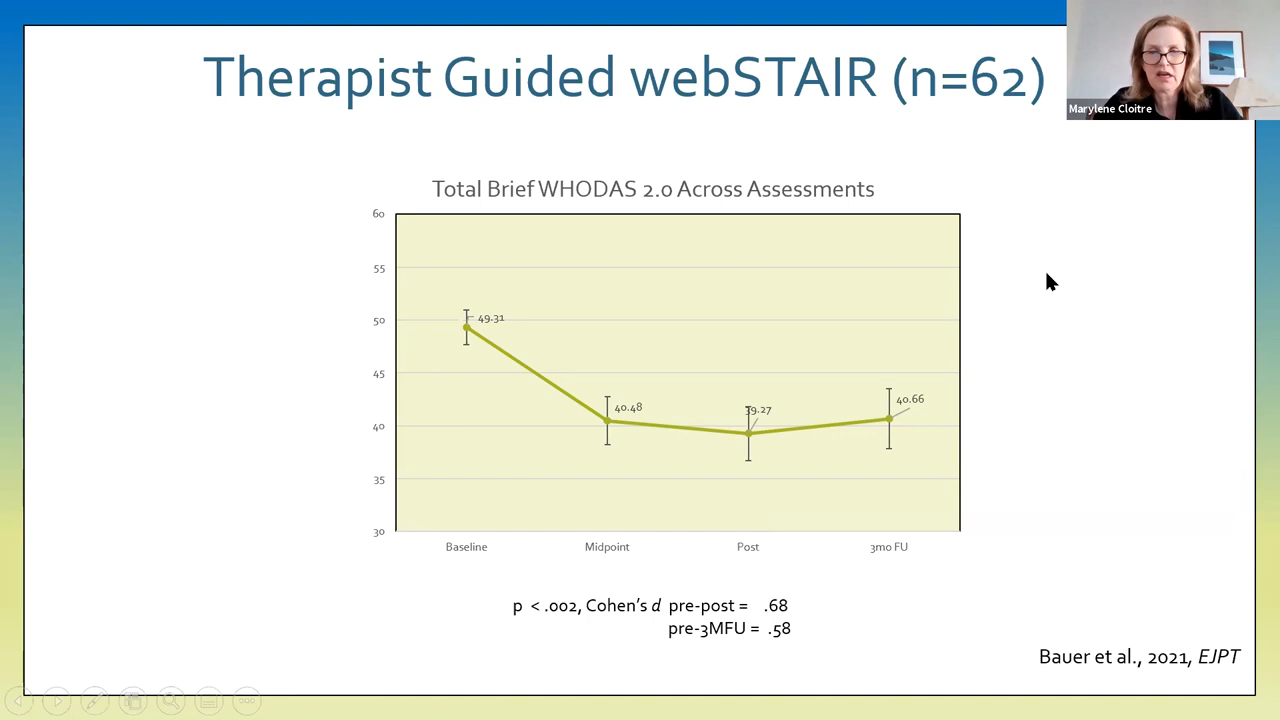 Therapist Guided webSTAIR (n=62)
Marylene Cloitre
Total Brief WHODAS 2.0 Across Assessments
60
55
50
45
40
35
30
49.31
40.48
39.27
40.66
Baseline
Midpoint
Post
3mo FU
p < .002, Cohen's d pre-post = .68
pre-3MFU = .58
Bauer et al., 2021, EJPT